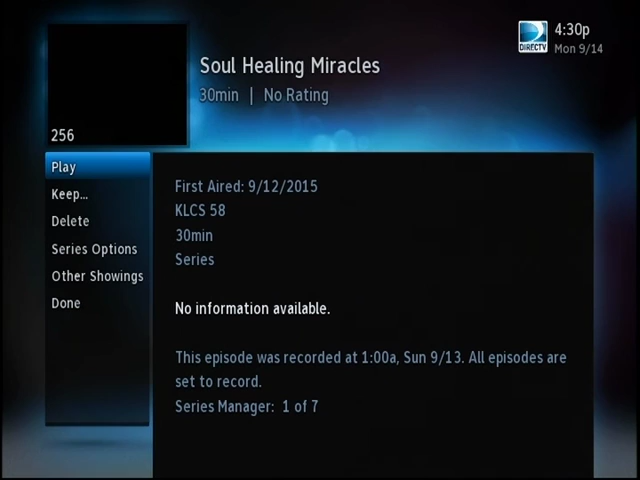 Soul Healing Miracles
30min | No Rating
DIRECTV
4:30p
Mon 9/14
256
Play
Keep...
Delete
Series Options
Other Showings
Done
First Aired: 9/12/2015
KLCS 58
30min
Series
No information available.
This episode was recorded at 1:00a, Sun 9/13. All episodes are
set to record.
Series Manager: 1 of 7